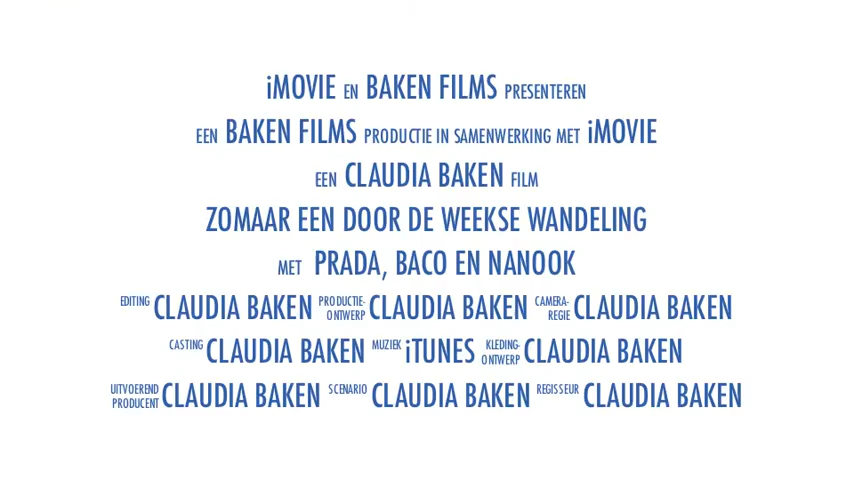 iMOVIE EN BAKEN FILMS PRESENTEREN
EEN BAKEN FILMS PRODUCTIE IN SAMENWERKING MET iMOVIE
EEN CLAUDIA BAKEN FILM
ZOMAAR EEN DOOR DE WEEKSE WANDELING
MET PRADA, BACO EN NANOOK
EDITING CLAUDIA BAKEN PRODUCTIE-ONTWERP CLAUDIA BAKEN CAMERA-REGIE CLAUDIA BAKEN
CASTING CLAUDIA BAKEN MUZIEK iTUNES KLEDING-ONTWERP CLAUDIA BAKEN
UITVOEREND PRODUCENT CLAUDIA BAKEN SCENARIO CLAUDIA BAKEN REGISSEUR CLAUDIA BAKEN